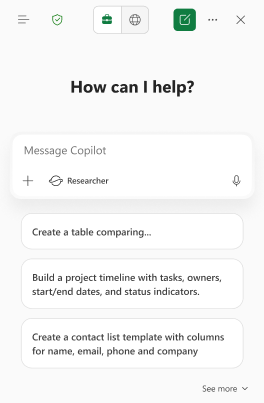 How can I help?
Message Copilot
Researcher
Create a table comparing...
Build a project timeline with tasks, owners,
start/end dates, and status indicators.
Create a contact list template with columns
for name, email, phone and company
See more